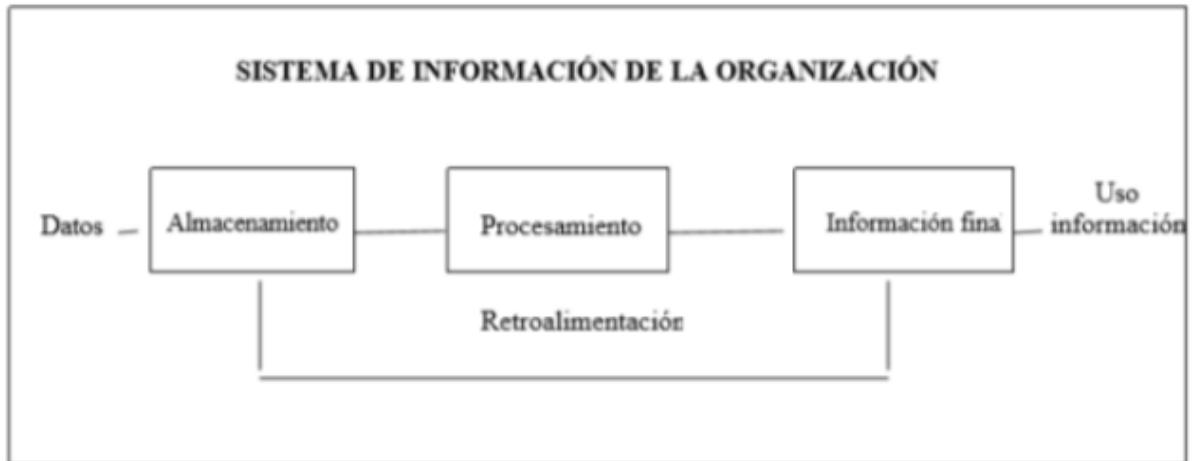 SISTEMA DE INFORMACIÓN DE LA ORGANIZACIÓN
Datos
Almacenamiento
Procesamiento
Información fina
Uso
información
Retroalimentación